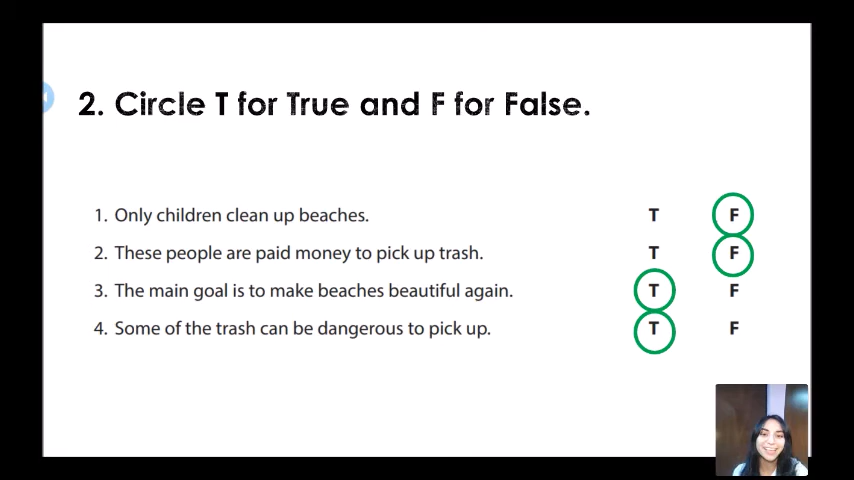 2. Circle T for True and F for False.
1. Only children clean up beaches. T F
2. These people are paid money to pick up trash. T F
3. The main goal is to make beaches beautiful again. T F
4. Some of the trash can be dangerous to pick up. T F